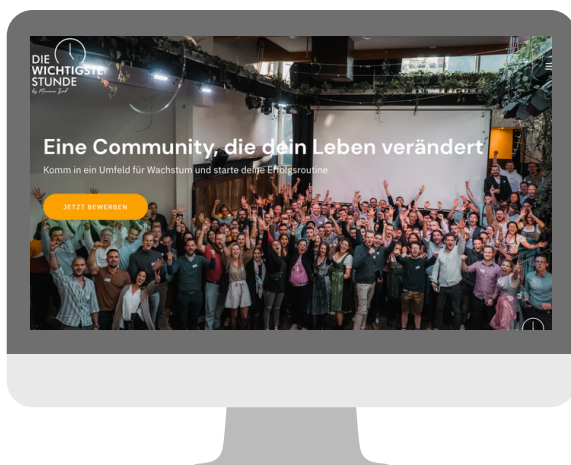 DIE
WICHTIGSTE
STUNDE
Eine Community, die dein Leben verändert
Komm in ein Umfeld für Wachstum und starte deine Erfolgsroutine
JETZT BEWERBEN